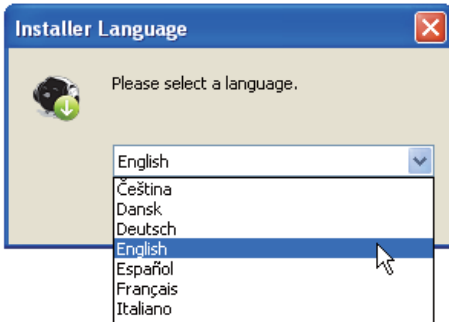 Installer Language
Please select a language.
English
Čeština
Dansk
Deutsch
English
Español
Français
Italiano